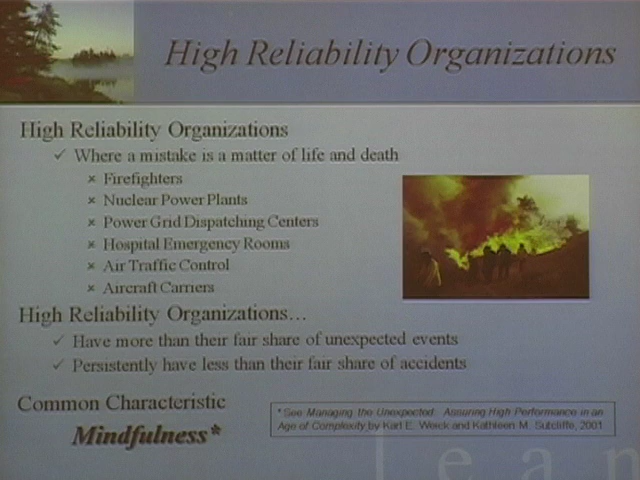 High Reliability Organizations
High Reliability Organizations
✓ Where a mistake is a matter of life and death
× Firefighters
× Nuclear Power Plants
× Power Grid Dispatching Centers
× Hospital Emergency Rooms
× Air Traffic Control
× Aircraft Carriers
High Reliability Organizations…
✓ Have more than their fair share of unexpected events
✓ Persistently have less than their fair share of accidents
Common Characteristic
Mindfulness*
*See Managing the Unexpected: Assuring High Performance in an
Age of Complexity by Karl E. Weick and Kathleen M. Sutcliffe, 2001
lean